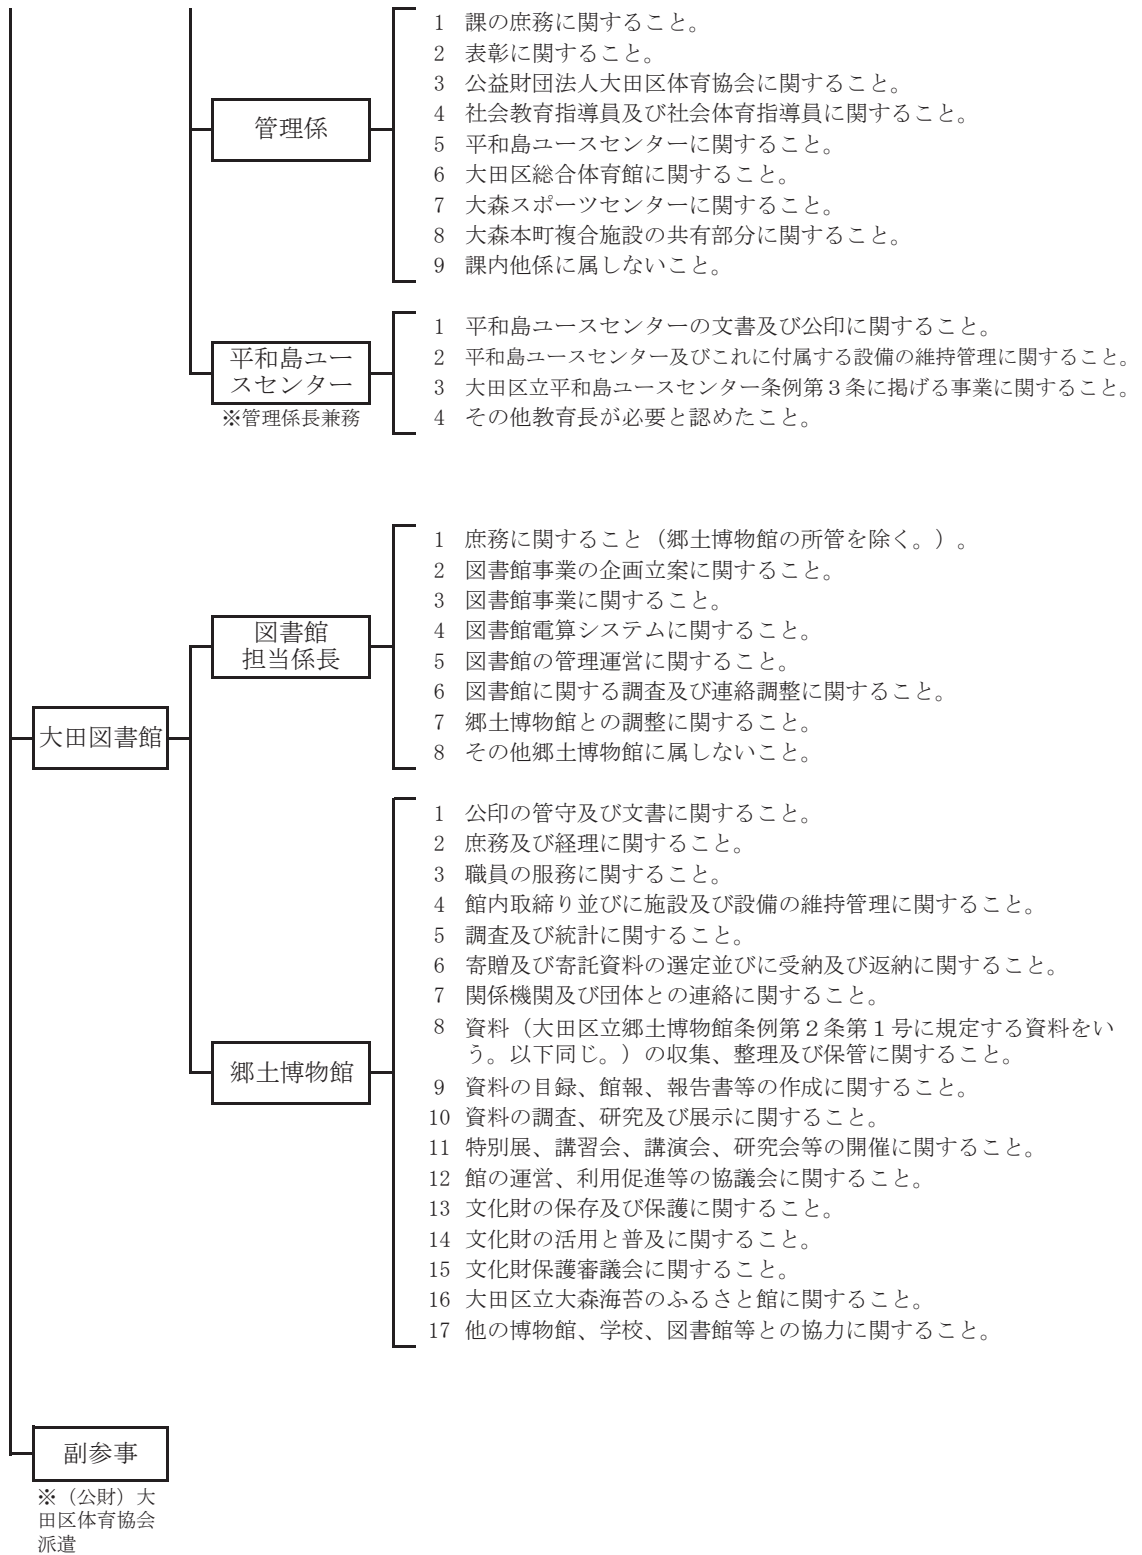 管理係
1 課の庶務に関すること。
2 表彰に関すること。
3 公益財団法人大田区体育協会に関すること。
4 社会教育指導員及び社会体育指導員に関すること。
5 平和島ユースセンターに関すること。
6 大田区総合体育館に関すること。
7 大森スポーツセンターに関すること。
8 大森本町複合施設の共有部分に関すること。
9 課内他係に属しないこと。
平和島ユー
スセンター
※管理係長兼務
1 平和島ユースセンターの文書及び公印に関すること。
2 平和島ユースセンター及びこれに付属する設備の維持管理に関すること。
3 大田区立平和島ユースセンター条例第3条に掲げる事業に関すること。
4 その他教育長が必要と認めたこと。
大田図書館
図書館
担当係長
1 庶務に関すること（郷土博物館の所管を除く。）。
2 図書館事業の企画立案に関すること。
3 図書館事業に関すること。
4 図書館電算システムに関すること。
5 図書館の管理運営に関すること。
6 図書館に関する調査及び連絡調整に関すること。
7 郷土博物館との調整に関すること。
8 その他郷土博物館に属しないこと。
郷土博物館
1 公印の管守及び文書に関すること。
2 庶務及び経理に関すること。
3 職員の服務に関すること。
4 館内取締り並びに施設及び設備の維持管理に関すること。
5 調査及び統計に関すること。
6 寄贈及び寄託資料の選定並びに受納及び返納に関すること。
7 関係機関及び団体との連絡に関すること。
8 資料（大田区立郷土博物館条例第2条第1号に規定する資料をい
う。以下同じ。）の収集、整理及び保管に関すること。
9 資料の目録、館報、報告書等の作成に関すること。
10 資料の調査、研究及び展示に関すること。
11 特別展、講習会、講演会、研究会等の開催に関すること。
12 館の運営、利用促進等の協議会に関すること。
13 文化財の保存及び保護に関すること。
14 文化財の活用と普及に関すること。
15 文化財保護審議会に関すること。
16 大田区立大森海苔のふるさと館に関すること。
17 他の博物館、学校、図書館等との協力に関すること。
副参事
※（公財）大
田区体育協会
派遣